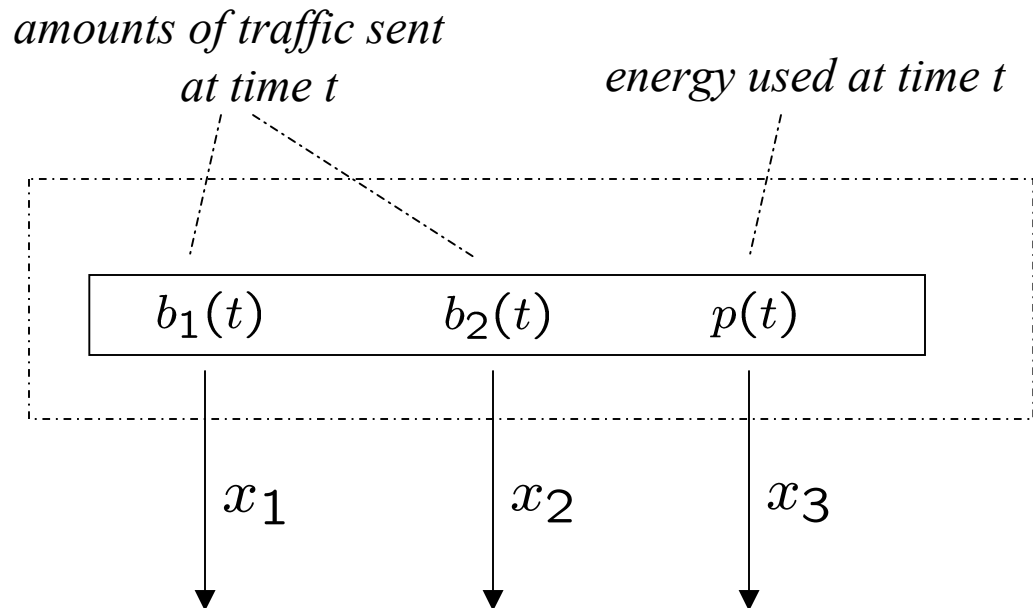 amounts of traffic sent
at time t
energy used at time t
b₁(t) b₂(t) p(t)
x₁ x₂ x₃